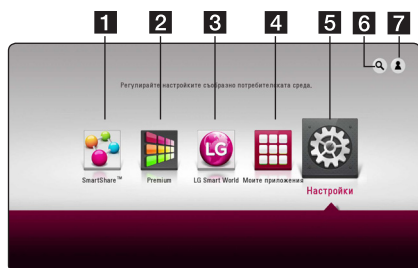 1 2 3 4 5 6 7
Регулирайте настройките съобразно потребителската среда.
LG
SmartShare™ Premium LG Smart World Моите приложения
Настройки